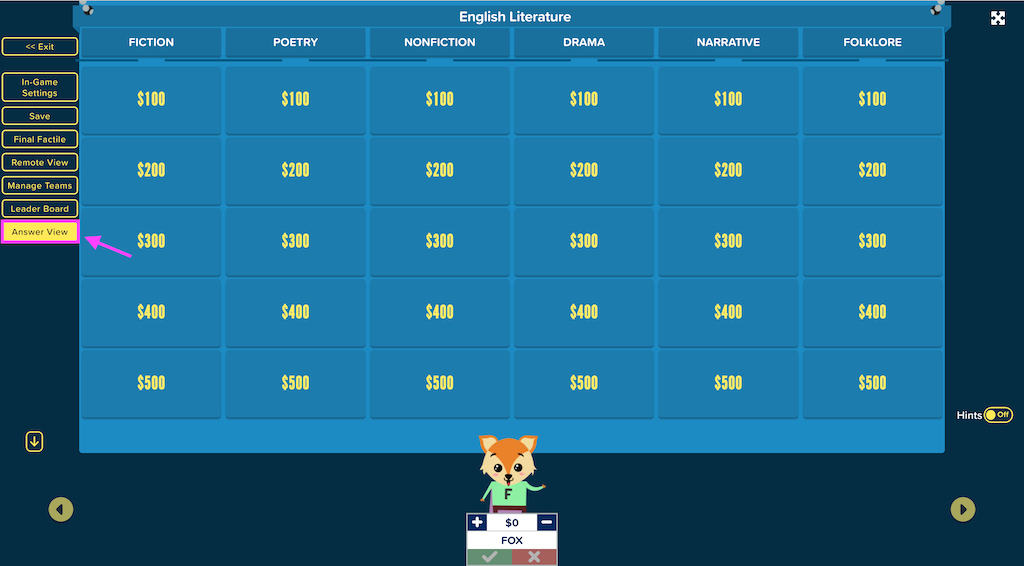 English Literature
<< Exit
FICTION POETRY NONFICTION DRAMA NARRATIVE FOLKLORE
In-Game
Settings
$100 $100 $100 $100 $100 $100
Save
Final Factile
Remote View
$200 $200 $200 $200 $200 $200
Manage Teams
Leader Board
Answer View
$300 $300 $300 $300 $300 $300
$400 $400 $400 $400 $400 $400
$500 $500 $500 $500 $500 $500
Hints Off
F
+ $0 −
FOX